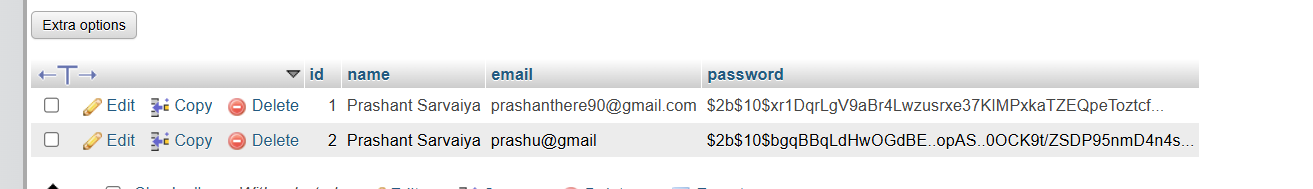 Extra options
id name email password
Edit Copy Delete 1 Prashant Sarvaiya prashanthere90@gmail.com $2b$10$xr1DqrLgV9aBr4Lwzusrxe37KIMPxkaTZEQpeToztcf...
Edit Copy Delete 2 Prashant Sarvaiya prashu@gmail $2b$10$bgqBBqLdHwOGdBE..opAS..0OCK9t/ZSDP95nmD4n4s...